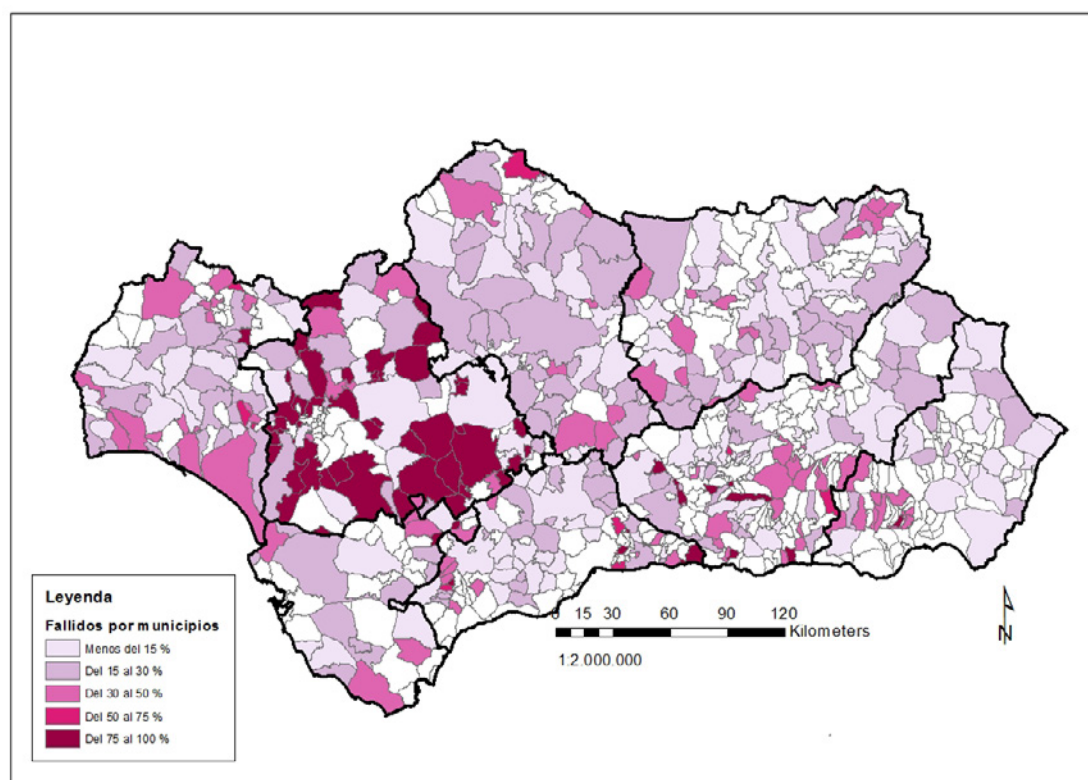 Leyenda
Fallidos por municipios
Menos del 15 %
Del 15 al 30 %
Del 30 al 50 %
Del 50 al 75 %
Del 75 al 100 %
0 15 30 60 90 120
Kilometers
1:2.000.000
N